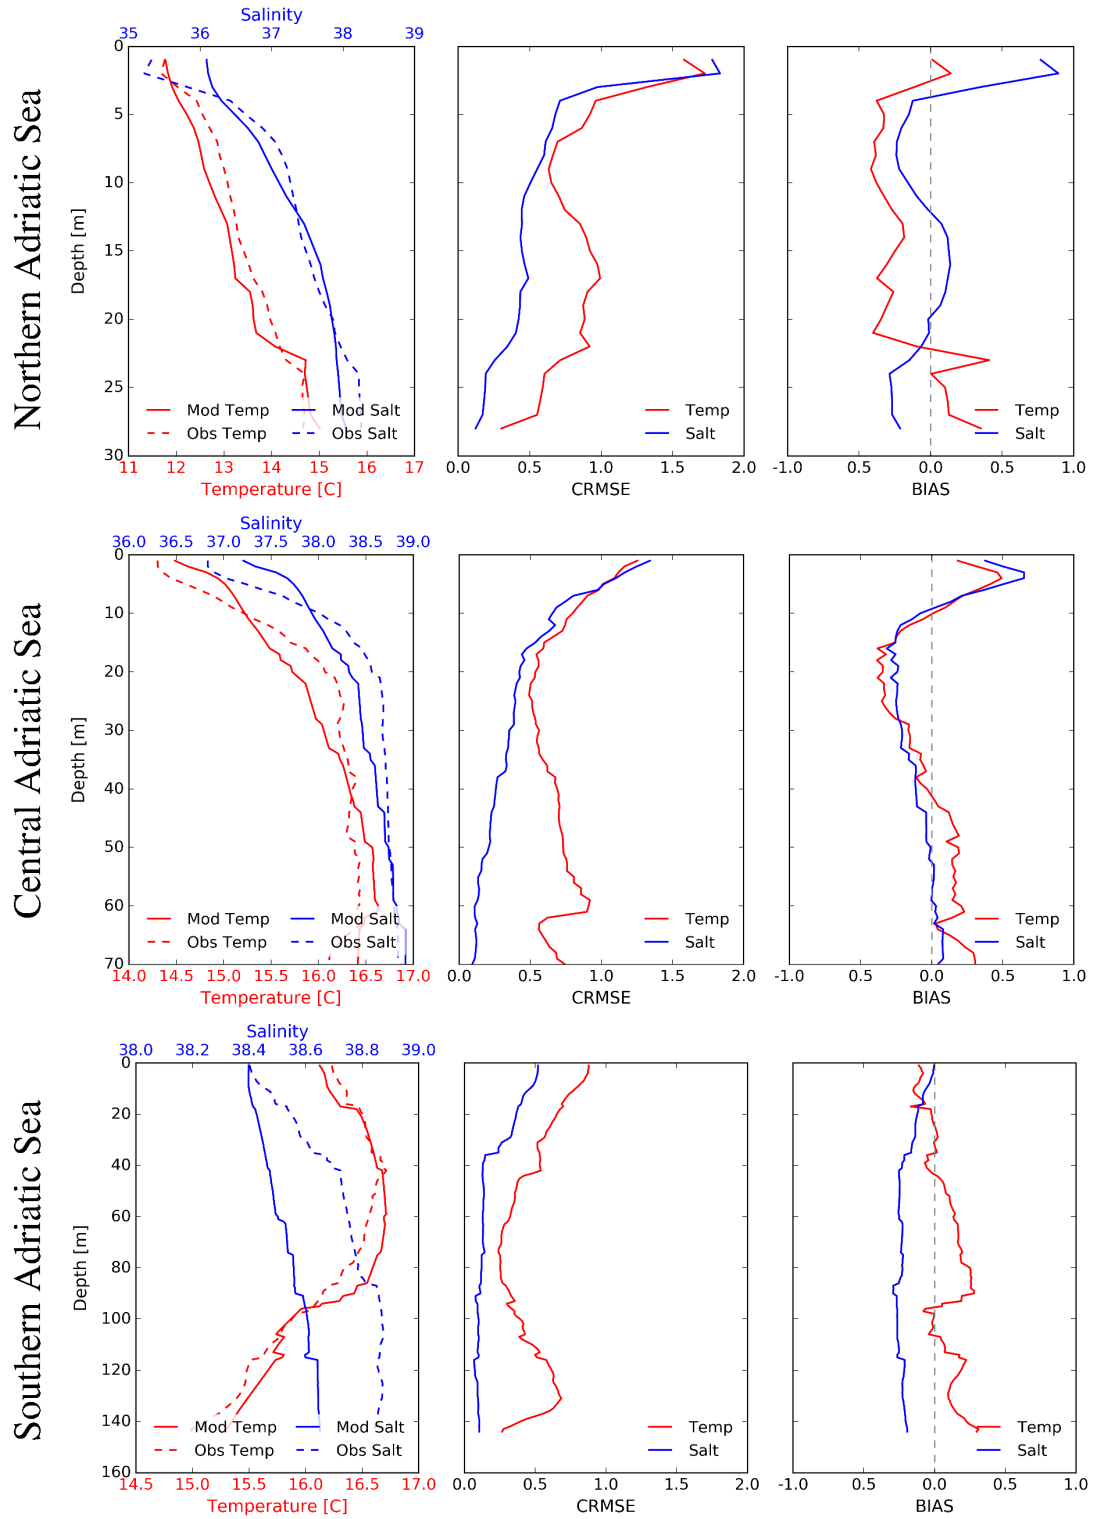 Northern Adriatic Sea
Salinity
35 36 37 38 39
0
5
10
15
20
25
30
Depth [m]
Mod Temp Mod Salt
Obs Temp Obs Salt
11 12 13 14 15 16 17
Temperature [C]
Temp
Salt
0.0 0.5 1.0 1.5 2.0
CRMSE
Temp
Salt
-1.0 0.5 0.0 0.5 1.0
BIAS
Central Adriatic Sea
Salinity
36.0 36.5 37.0 37.5 38.0 38.5 39.0
0
10
20
30
40
50
60
70
Depth [m]
Mod Temp Mod Salt
Obs Temp Obs Salt
14.0 14.5 15.0 15.5 16.0 16.5 17.0
Temperature [C]
Temp
Salt
0.0 0.5 1.0 1.5 2.0
CRMSE
Temp
Salt
-1.0 0.5 0.0 0.5 1.0
BIAS
Southern Adriatic Sea
Salinity
38.0 38.2 38.4 38.6 38.8 39.0
0
20
40
60
80
100
120
140
160
Depth [m]
Mod Temp Mod Salt
Obs Temp Obs Salt
14.5 15.0 15.5 16.0 16.5 17.0
Temperature [C]
Temp
Salt
0.0 0.5 1.0 1.5 2.0
CRMSE
Temp
Salt
-1.0 0.5 0.0 0.5 1.0
BIAS